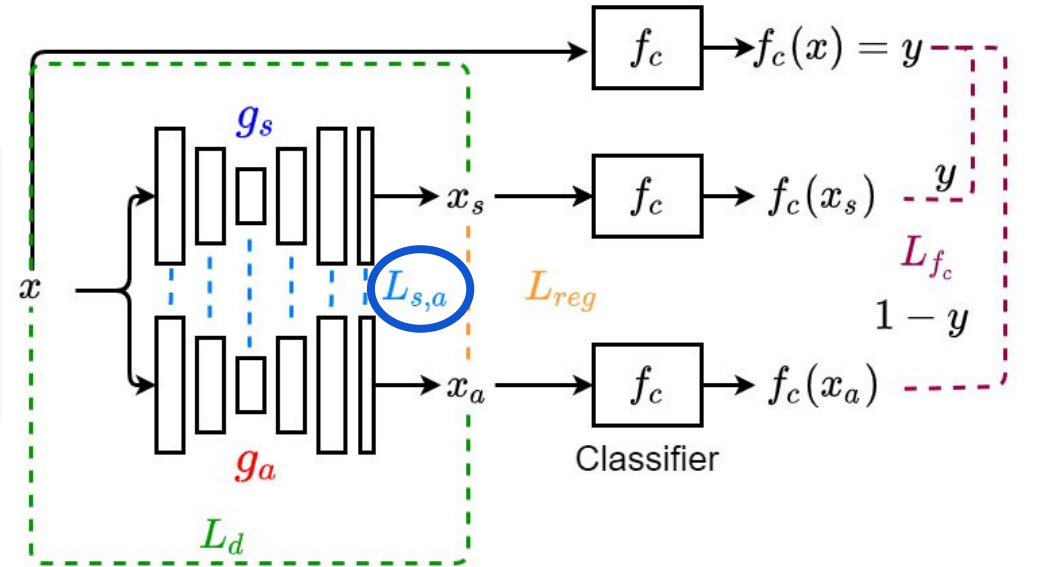 f_c
f_c(x) = y
g_s
x_s
f_c
f_c(x_s)
y
x
L_{s,a}
L_{reg}
L_{f_c}
1 − y
x_a
f_c
f_c(x_a)
g_a
Classifier
L_d